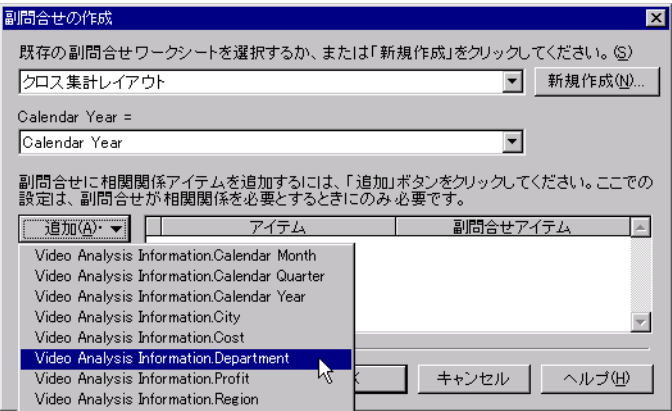 副問合せの作成
既存の副問合せワークシートを選択するか、または「新規作成」をクリックしてください。(S)
クロス集計レイアウト
新規作成(N)...
Calendar Year =
Calendar Year
副問合せに相関関係アイテムを追加するには、「追加」ボタンをクリックしてください。ここでの
設定は、副問合せが相関関係を必要とするときにのみ必要です。
追加(A)・
アイテム
副問合せアイテム
Video Analysis Information.Calendar Month
Video Analysis Information.Calendar Quarter
Video Analysis Information.Calendar Year
Video Analysis Information.City
Video Analysis Information.Cost
Video Analysis Information.Department
Video Analysis Information.Profit
Video Analysis Information.Region
キャンセル
ヘルプ(H)